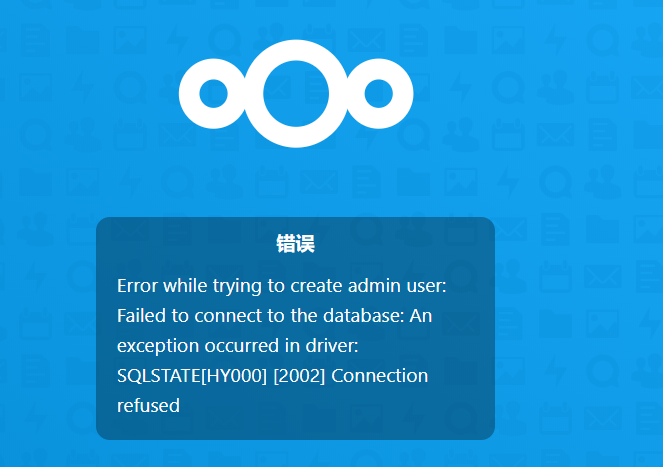 错误
Error while trying to create admin user:
Failed to connect to the database: An
exception occurred in driver:
SQLSTATE[HY000] [2002] Connection
refused